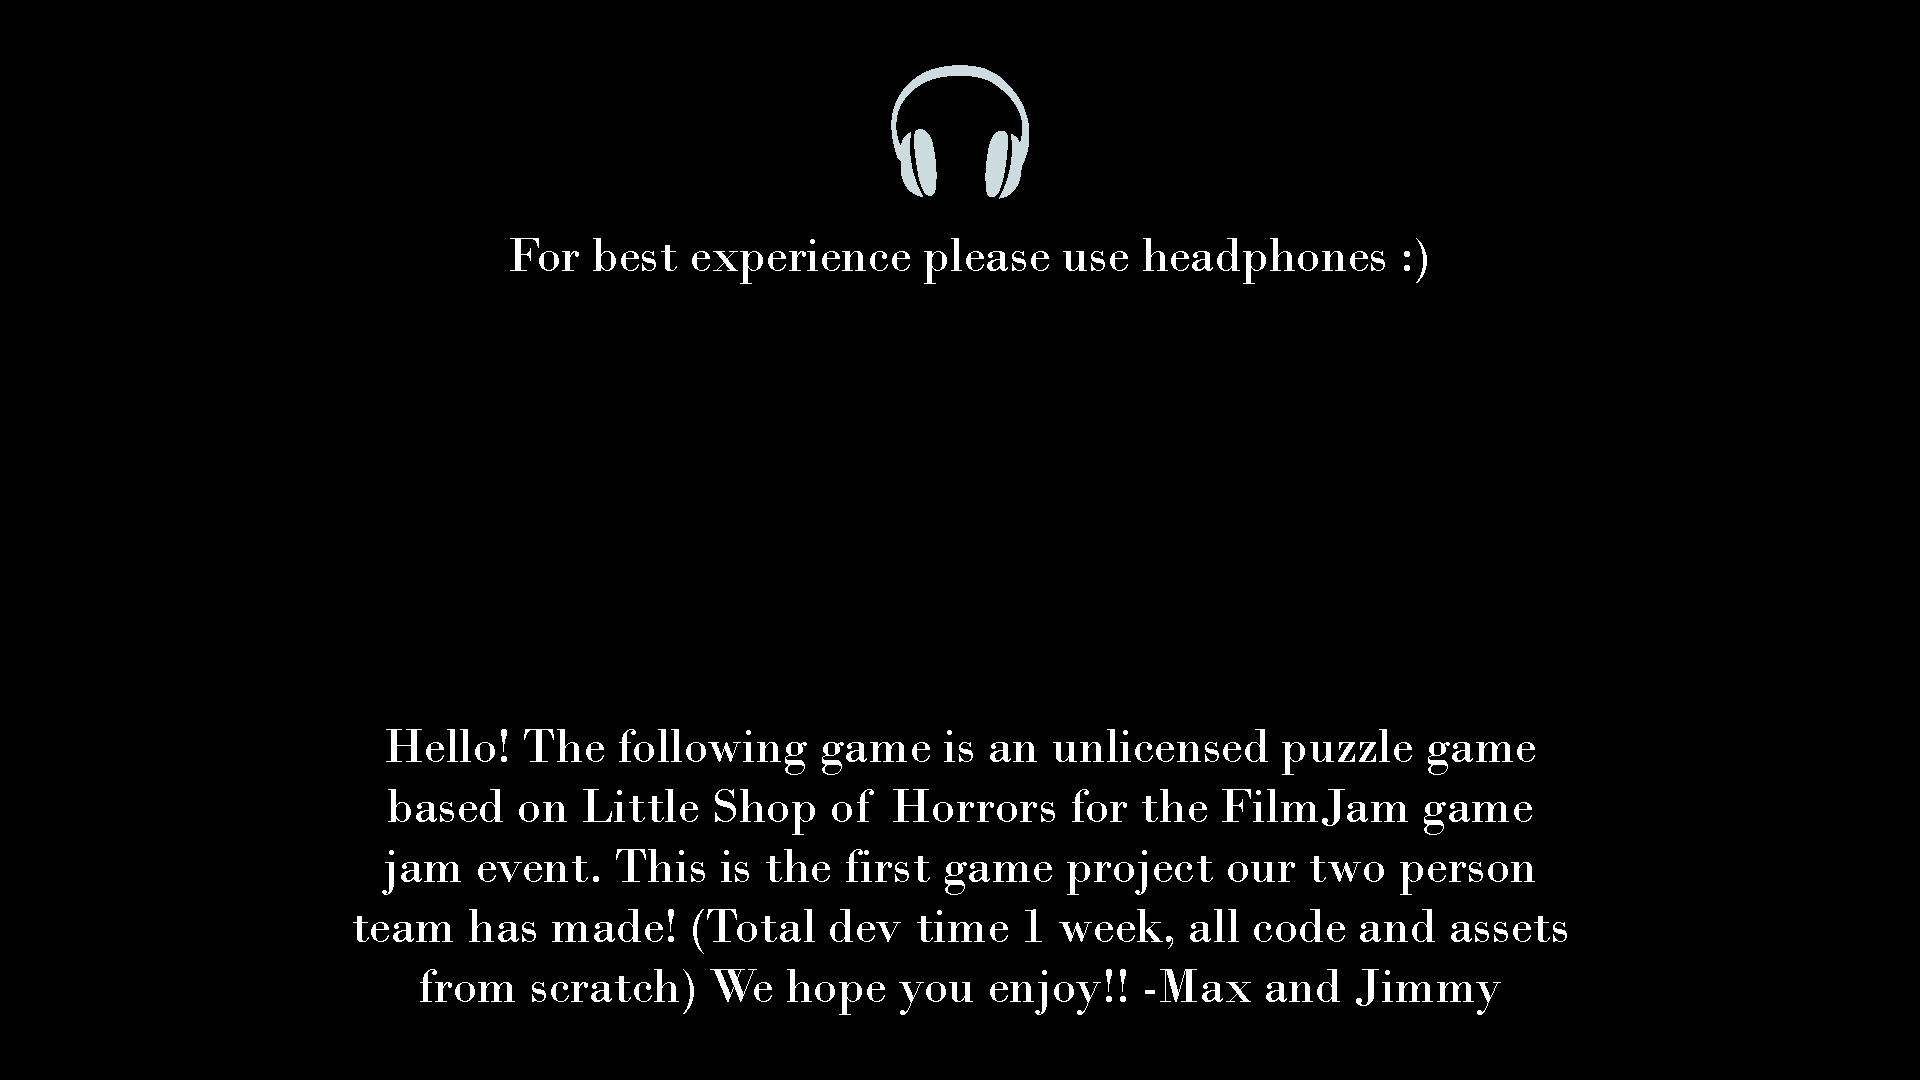 For best experience please use headphones :)
Hello! The following game is an unlicensed puzzle game
based on Little Shop of Horrors for the FilmJam game
jam event. This is the first game project our two person
team has made! (Total dev time 1 week, all code and assets
from scratch) We hope you enjoy!! -Max and Jimmy